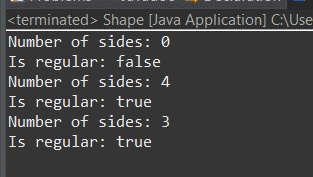 <terminated> Shape [Java Application] C:\Use
Number of sides: 0
Is regular: false
Number of sides: 4
Is regular: true
Number of sides: 3
Is regular: true